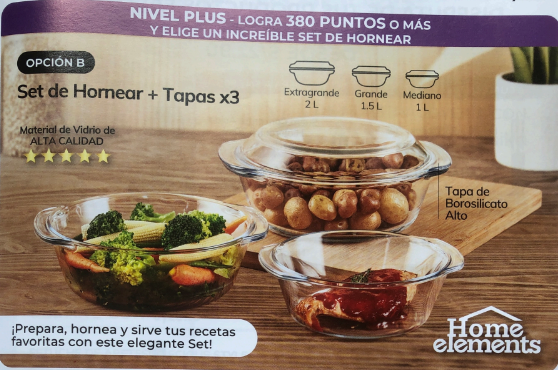 NIVEL PLUS - LOGRA 380 PUNTOS O MÁS
Y ELIGE UN INCREÍBLE SET DE HORNEAR
OPCIÓN B
Set de Hornear + Tapas x3
Extragrande
2 L
Grande
1.5 L
Mediano
1 L
Material de Vidrio de
ALTA CALIDAD
Tapa de
Borosilicato
Alto
¡Prepara, hornea y sirve tus recetas
favoritas con este elegante Set!
Home
elements